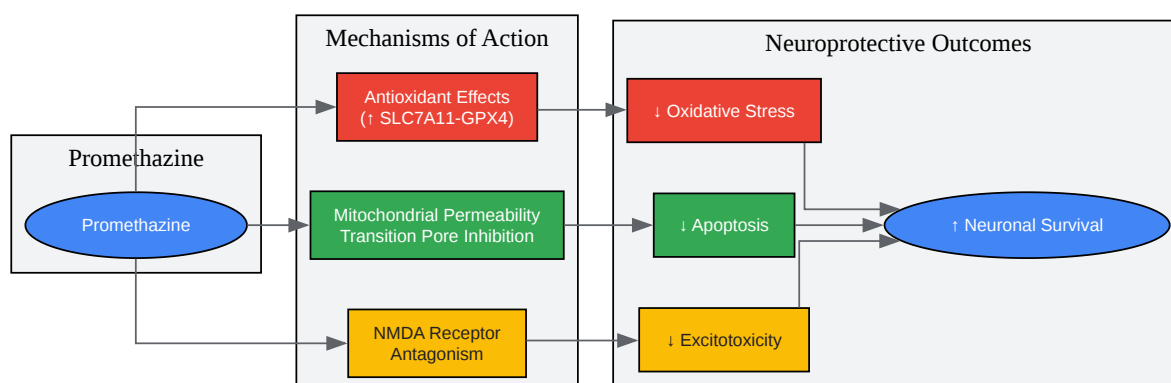 Mechanisms of Action
Neuroprotective Outcomes
Antioxidant Effects
(↑ SLC7A11-GPX4)
↓ Oxidative Stress
Promethazine
Promethazine
Mitochondrial Permeability
Transition Pore Inhibition
↓ Apoptosis
↑ Neuronal Survival
NMDA Receptor
Antagonism
↓ Excitotoxicity